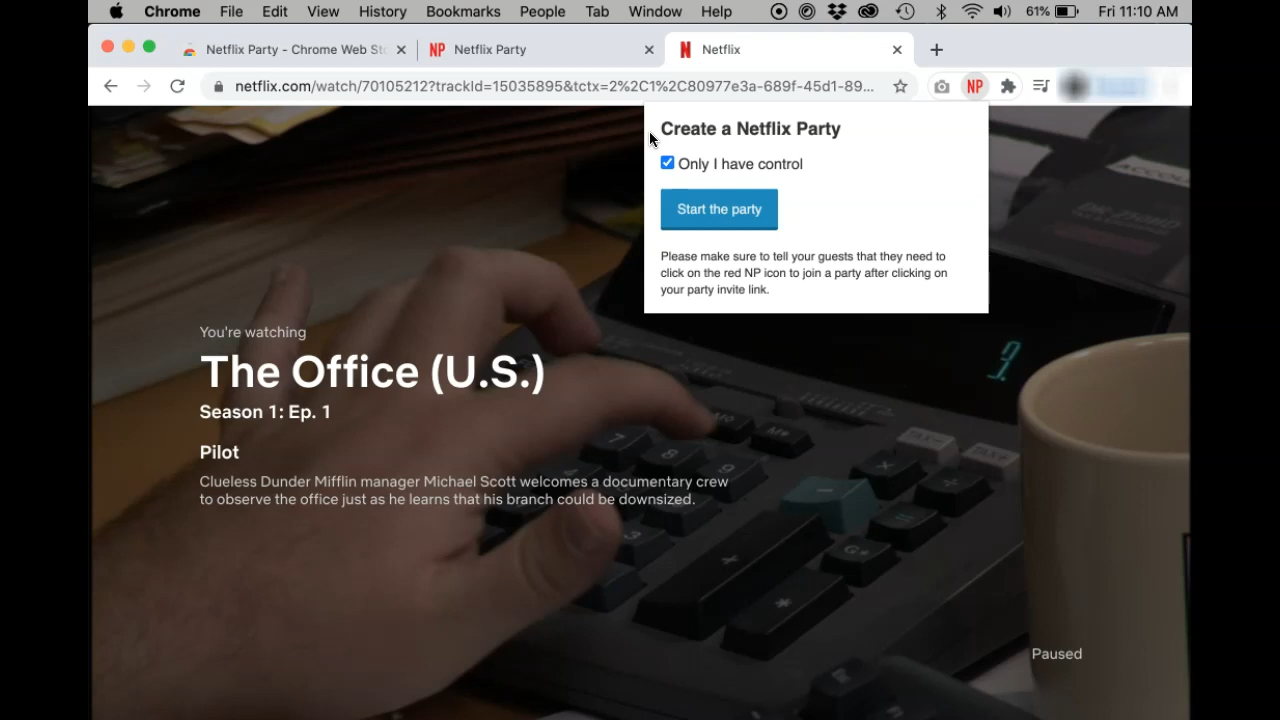 Chrome File Edit View History Bookmarks People Tab Window Help 61% Fri 11:10 AM
Netflix Party - Chrome Web Sto NP Netflix Party Netflix
netflix.com/watch/70105212?trackId=15035895&tctx=2%2C1%2C80977e3a-689f-45d1-89... NP
Create a Netflix Party
Only I have control
Start the party
Please make sure to tell your guests that they need to
click on the red NP icon to join a party after clicking on
your party invite link.
You're watching
The Office (U.S.)
Season 1: Ep. 1
Pilot
Clueless Dunder Mifflin manager Michael Scott welcomes a documentary crew
to observe the office just as he learns that his branch could be downsized.
7 8 9
3
Paused